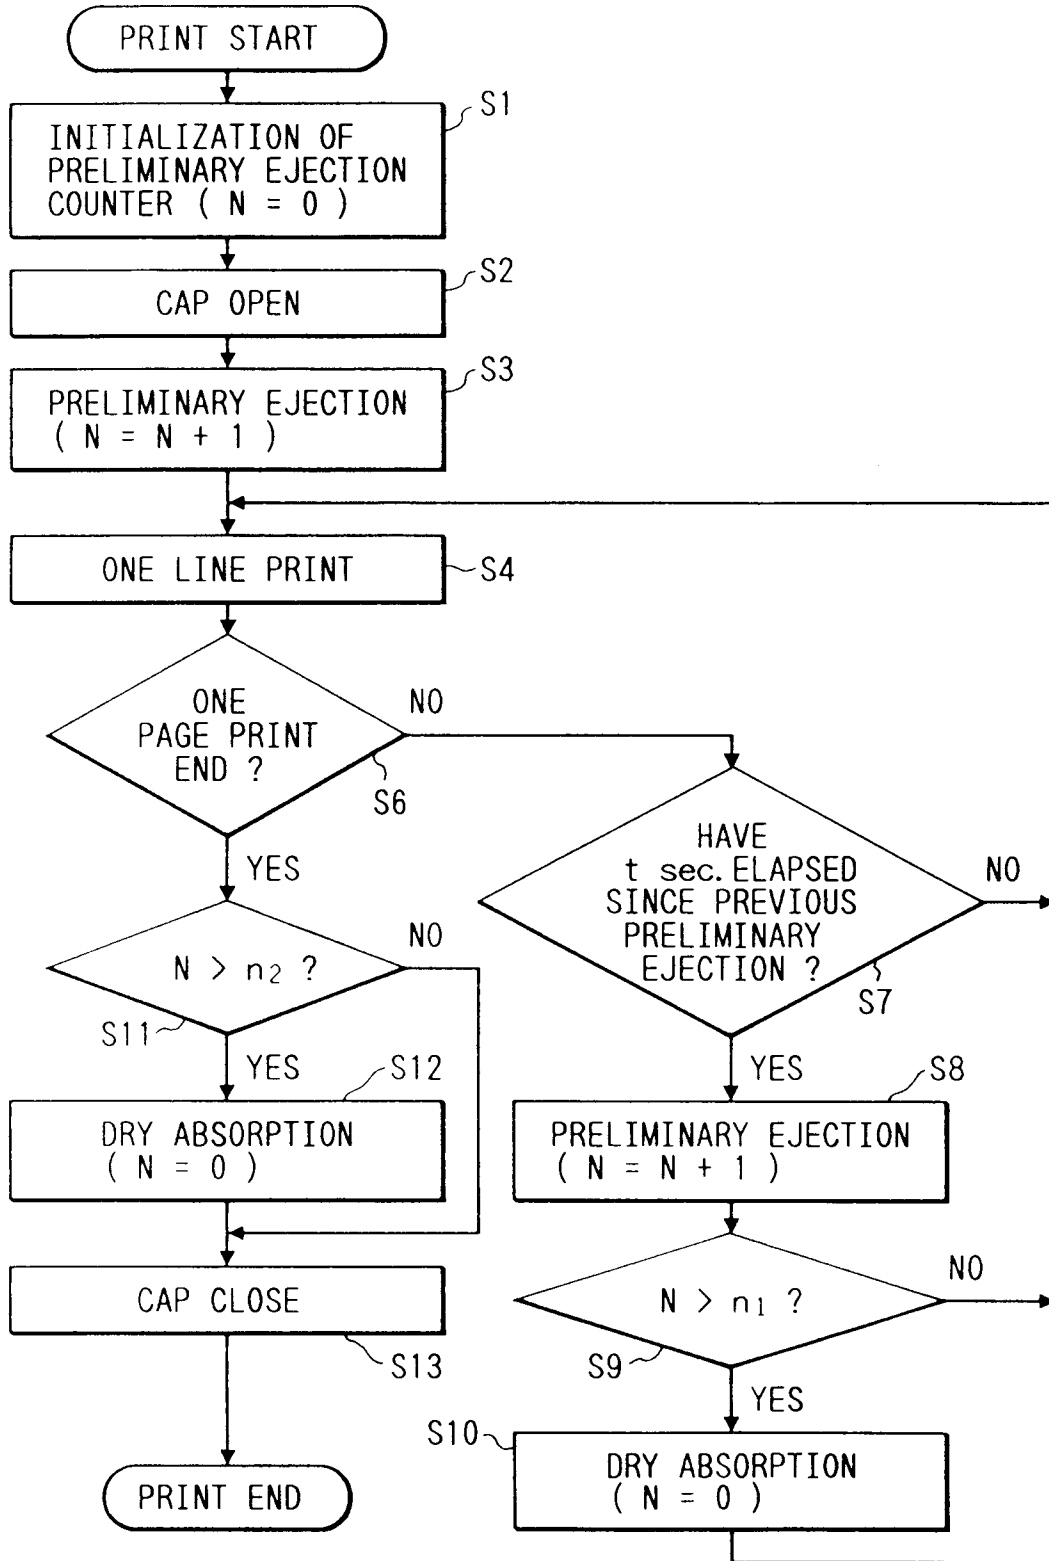 PRINT START
S1
INITIALIZATION OF
PRELIMINARY EJECTION
COUNTER ( N = 0 )
S2
CAP OPEN
S3
PRELIMINARY EJECTION
( N = N + 1 )
ONE LINE PRINT
S4
ONE
PAGE PRINT
END ?
NO
S6
YES
HAVE
t sec. ELAPSED
SINCE PREVIOUS
PRELIMINARY
EJECTION ?
NO
S7
YES
N > n2 ?
NO
S11
YES
S12
DRY ABSORPTION
( N = 0 )
S8
PRELIMINARY EJECTION
( N = N + 1 )
CAP CLOSE
S13
N > n1 ?
NO
S9
YES
S10
DRY ABSORPTION
( N = 0 )
PRINT END